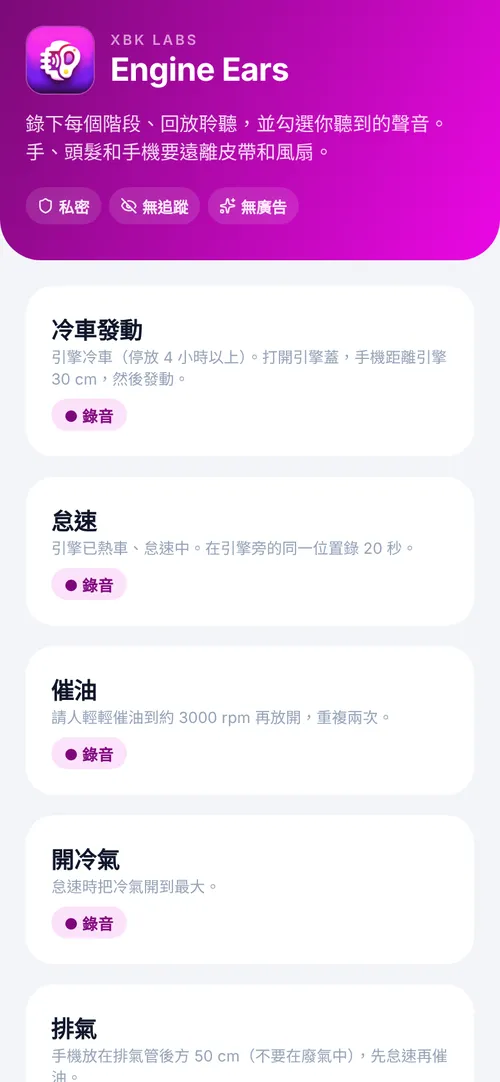 XBK LABS
Engine Ears
錄下每個階段、回放聆聽，並勾選你聽到的聲音。
手、頭髮和手機要遠離皮帶和風扇。
私密
無追蹤
無廣告
冷車發動
引擎冷車（停放 4 小時以上）。打開引擎蓋，手機距離引擎
30 cm，然後發動。
錄音
怠速
引擎已熱車、怠速中。在引擎旁的同一位置錄 20 秒。
錄音
催油
請人輕輕催油到約 3000 rpm 再放開，重複兩次。
錄音
開冷氣
怠速時把冷氣開到最大。
錄音
排氣
手機放在排氣管後方 50 cm（不要在廢氣中），先怠速再催
油。